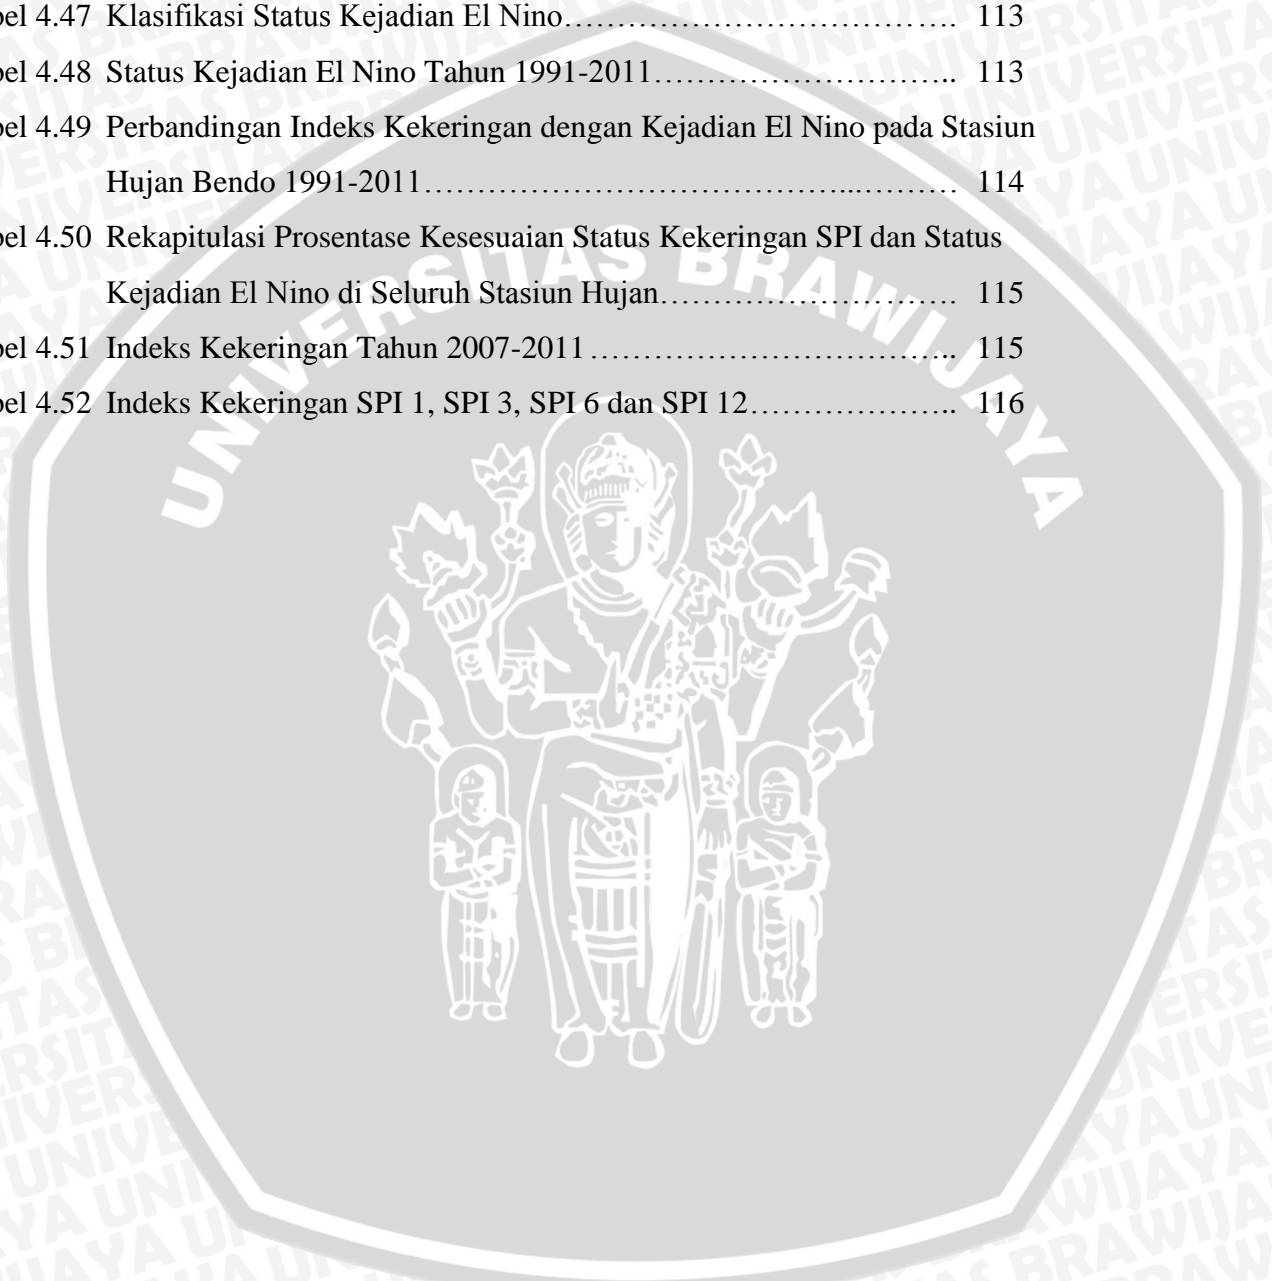 bel 4.47 Klasifikasi Status Kejadian El Nino……………………………….. 113
bel 4.48 Status Kejadian El Nino Tahun 1991-2011……………………….. 113
bel 4.49 Perbandingan Indeks Kekeringan dengan Kejadian El Nino pada Stasiun
Hujan Bendo 1991-2011…………………………………...……… 114
bel 4.50 Rekapitulasi Prosentase Kesesuaian Status Kekeringan SPI dan Status
Kejadian El Nino di Seluruh Stasiun Hujan………………………. 115
bel 4.51 Indeks Kekeringan Tahun 2007-2011…………………………….. 115
bel 4.52 Indeks Kekeringan SPI 1, SPI 3, SPI 6 dan SPI 12……………….. 116
UNIVERSITAS BRAWIJAYA